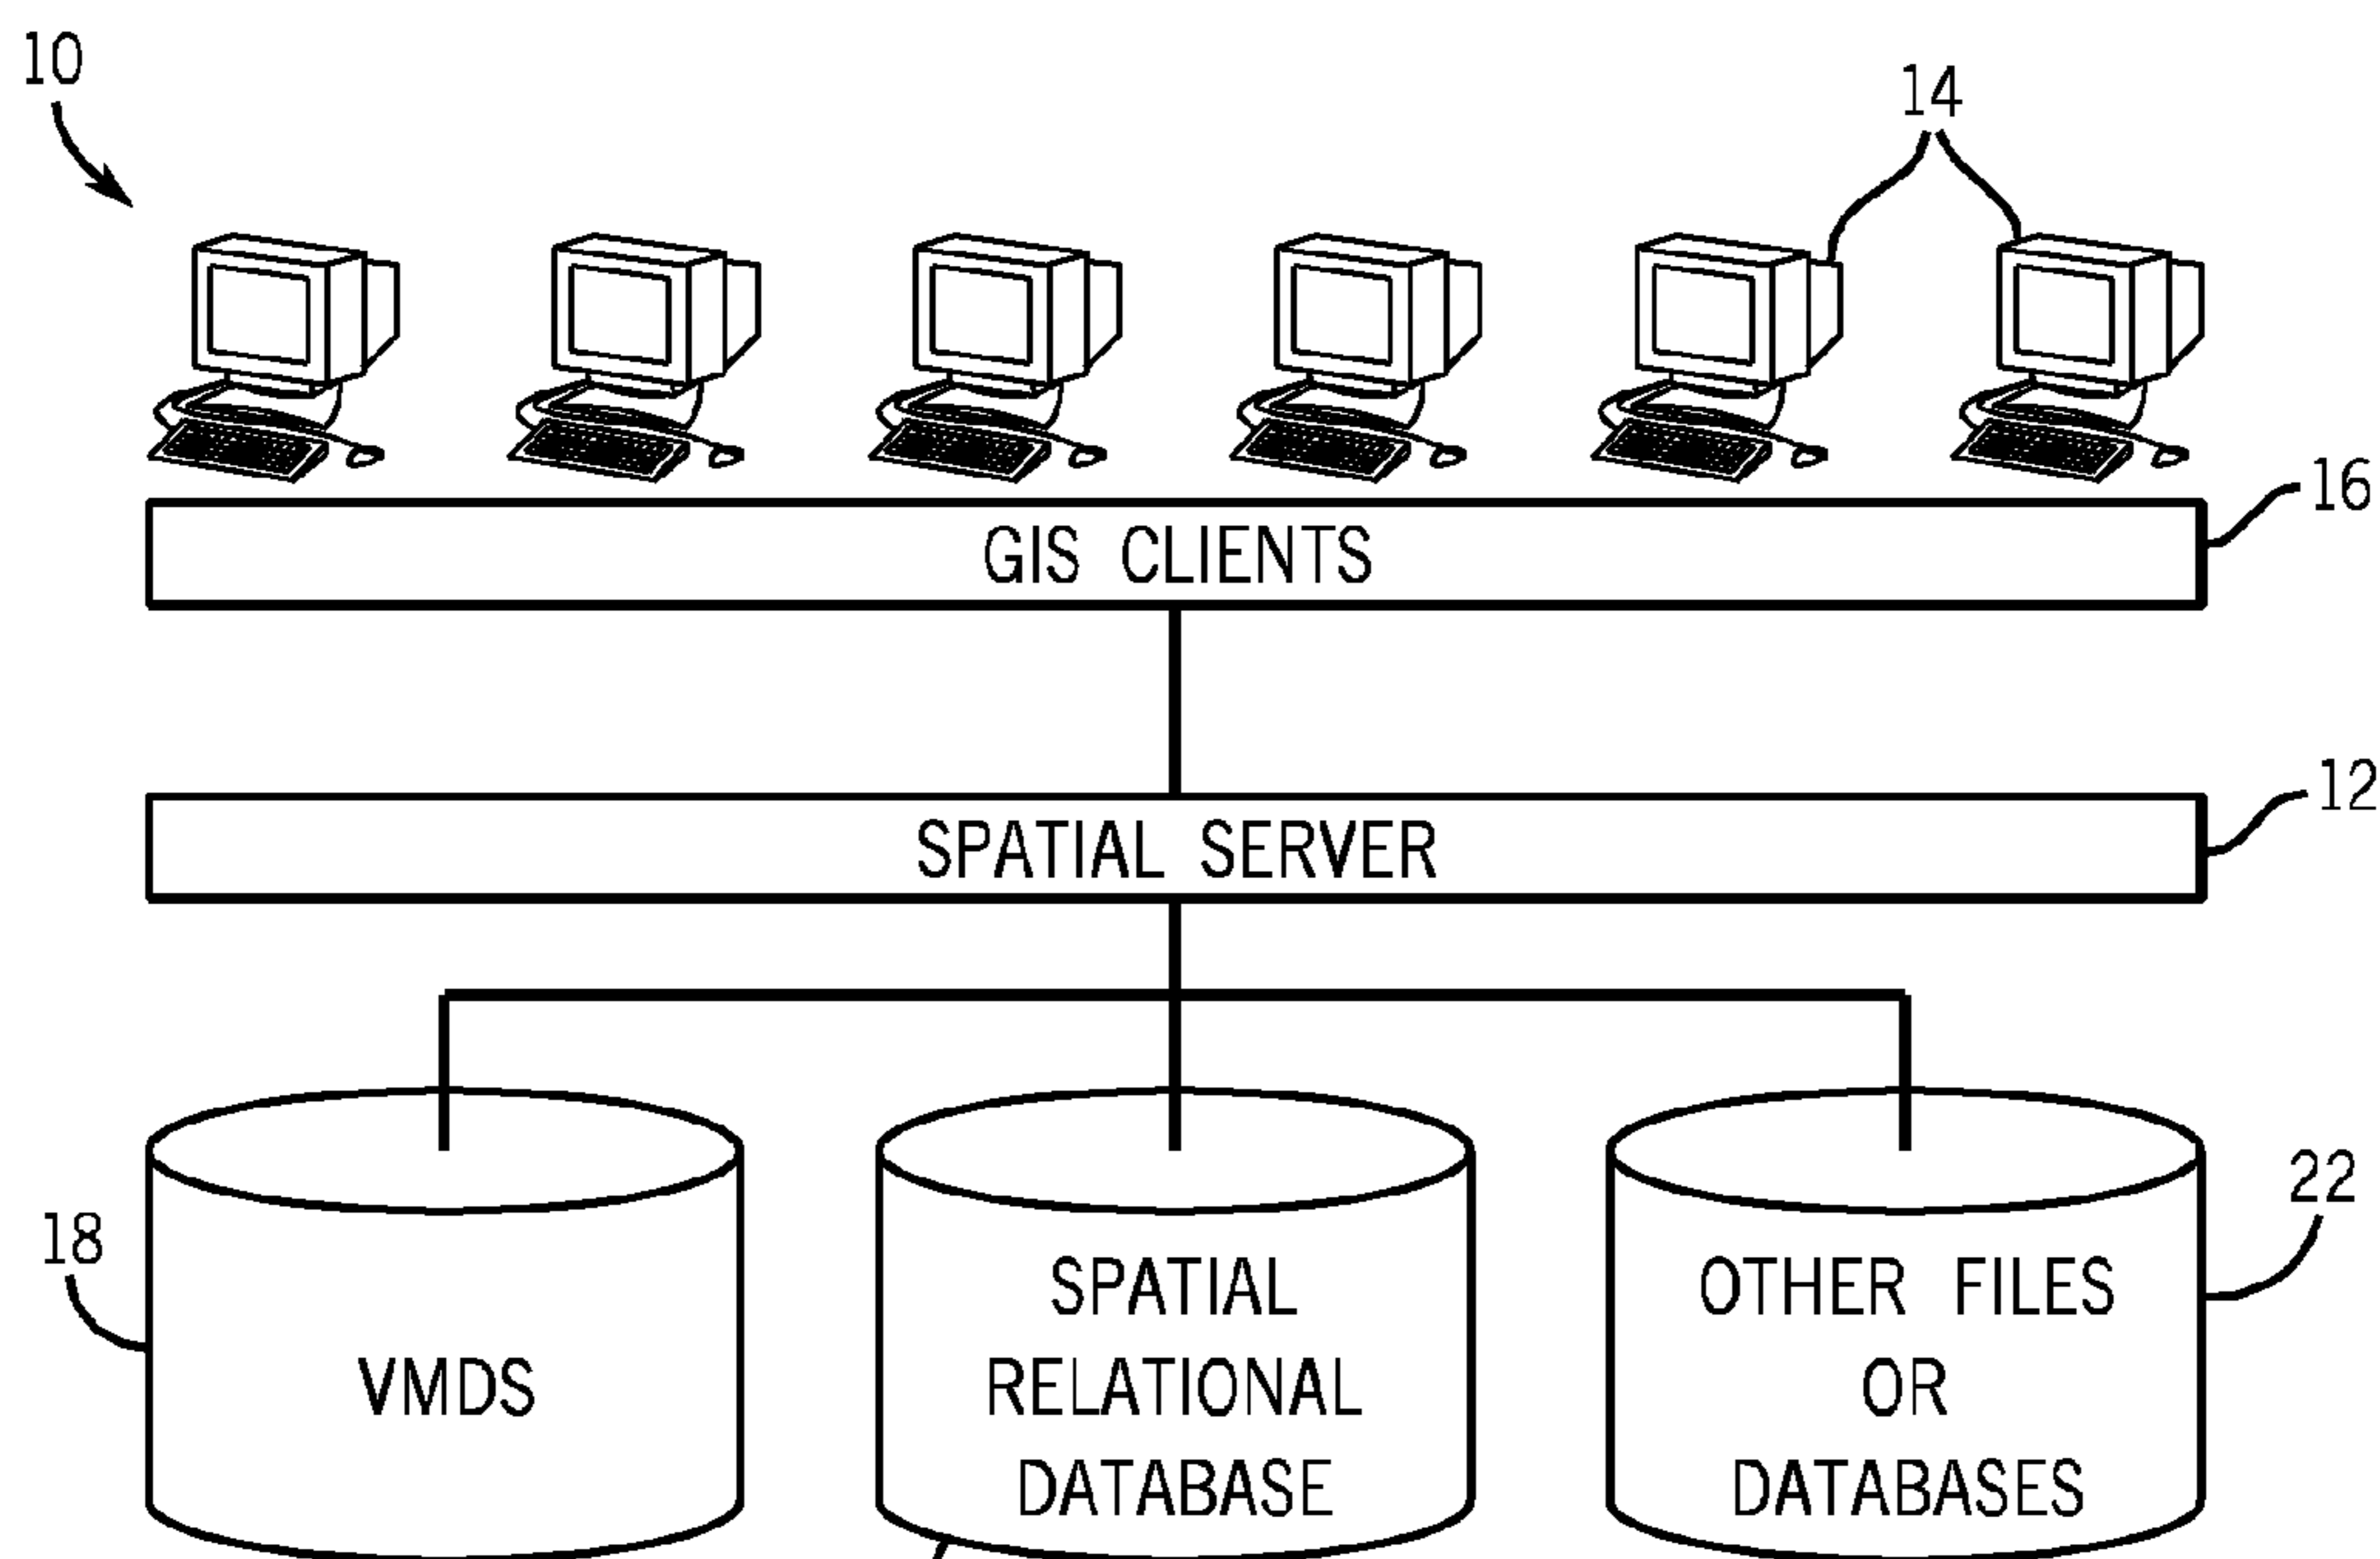 10
14
16
GIS CLIENTS
12
SPATIAL SERVER
22
18
VMDS
SPATIAL
RELATIONAL
DATABASE
OTHER FILES
OR
DATABASES